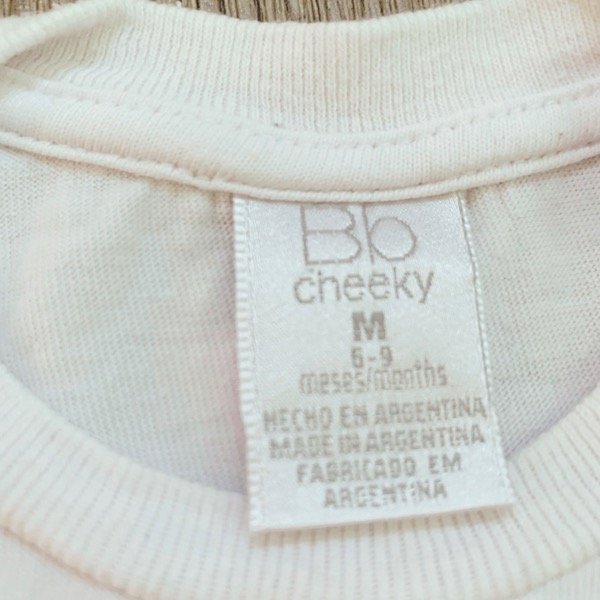 Bb
cheeky
M
6-9
meses/months
HECHO EN ARGENTINA
MADE IN ARGENTINA
FABRICADO EM
ARGENTINA